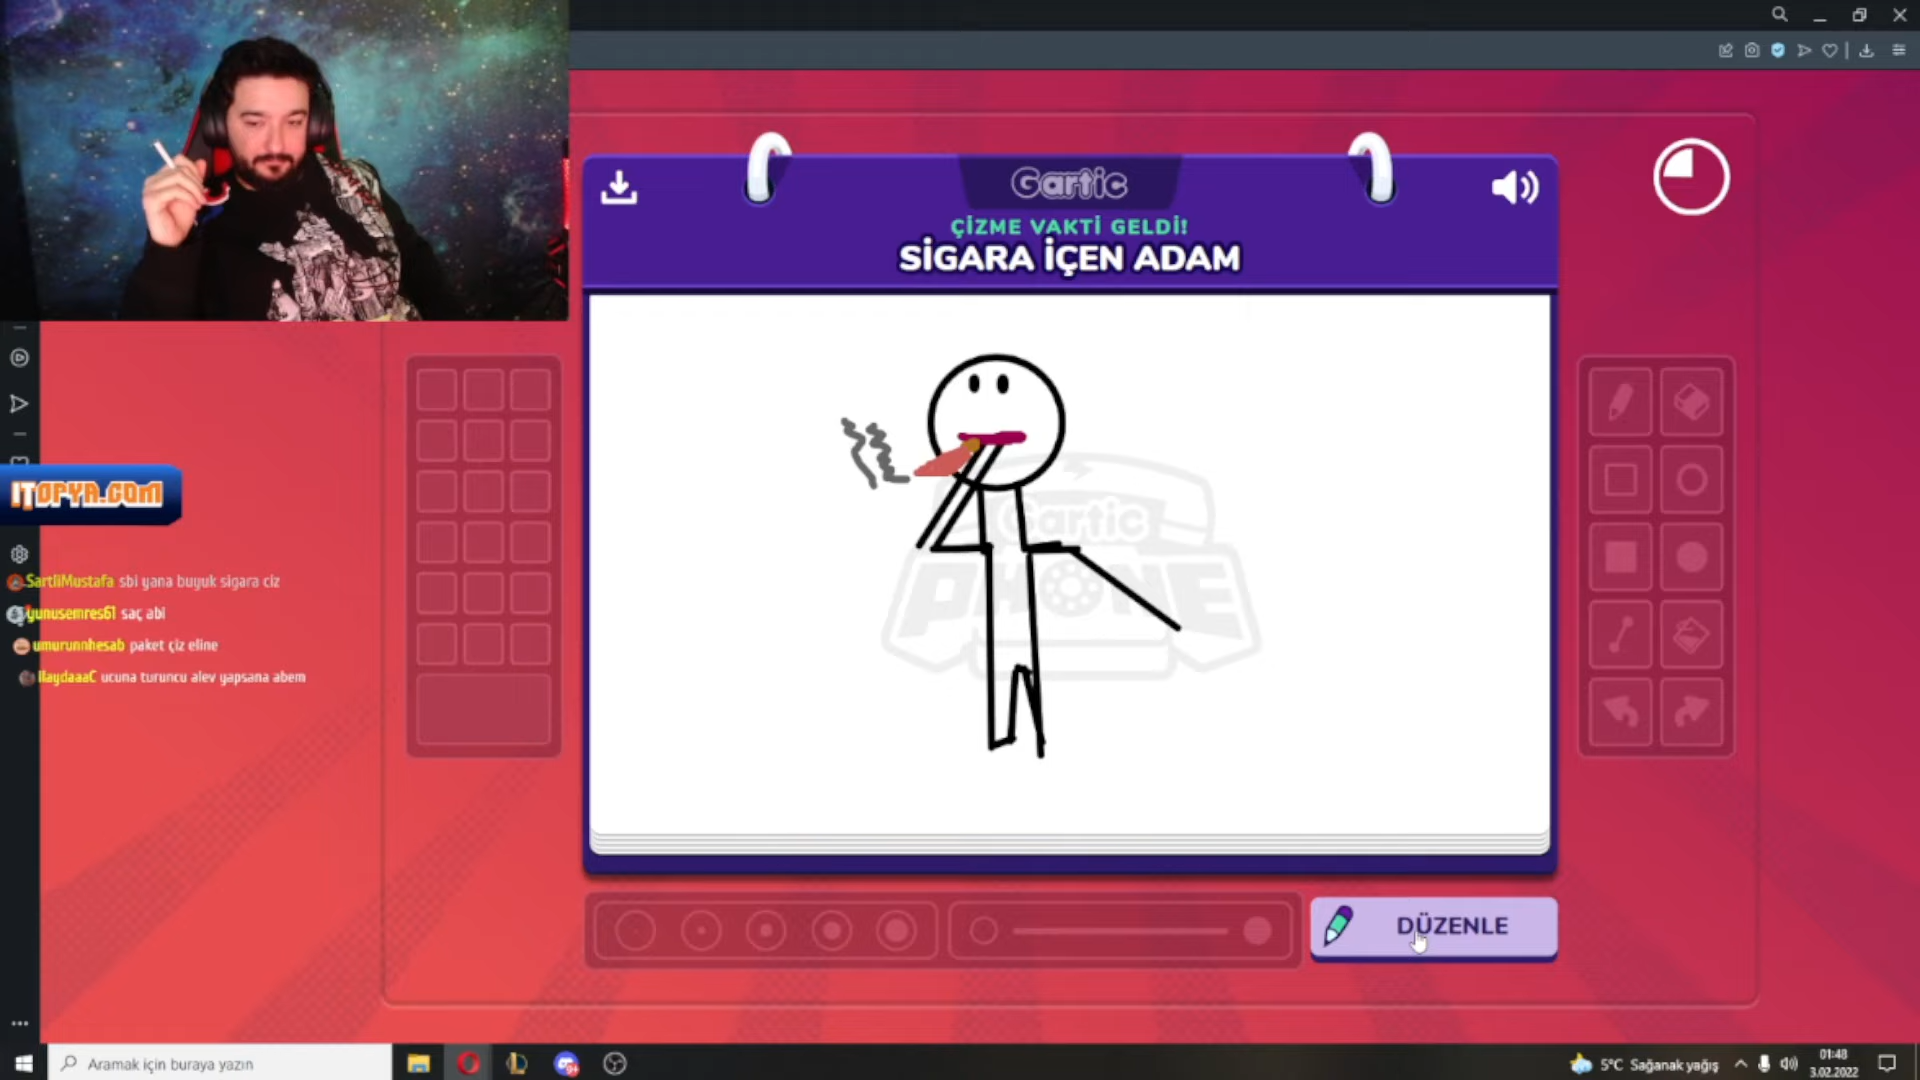 Gartic
ÇİZME VAKTİ GELDİ!
SİGARA İÇEN ADAM
Gartic
PHONE
ITOPYA.COM
SartliMustafa sbi yana buyuk sigara ciz
yunusemres61 saç abi
umurunnhesab paket çiz eline
IlaydaaaC ucuna turuncu alev yapsana abem
DÜZENLE
Aramak için buraya yazın
5°C Sağanak yağış
01:48
3.02.2022